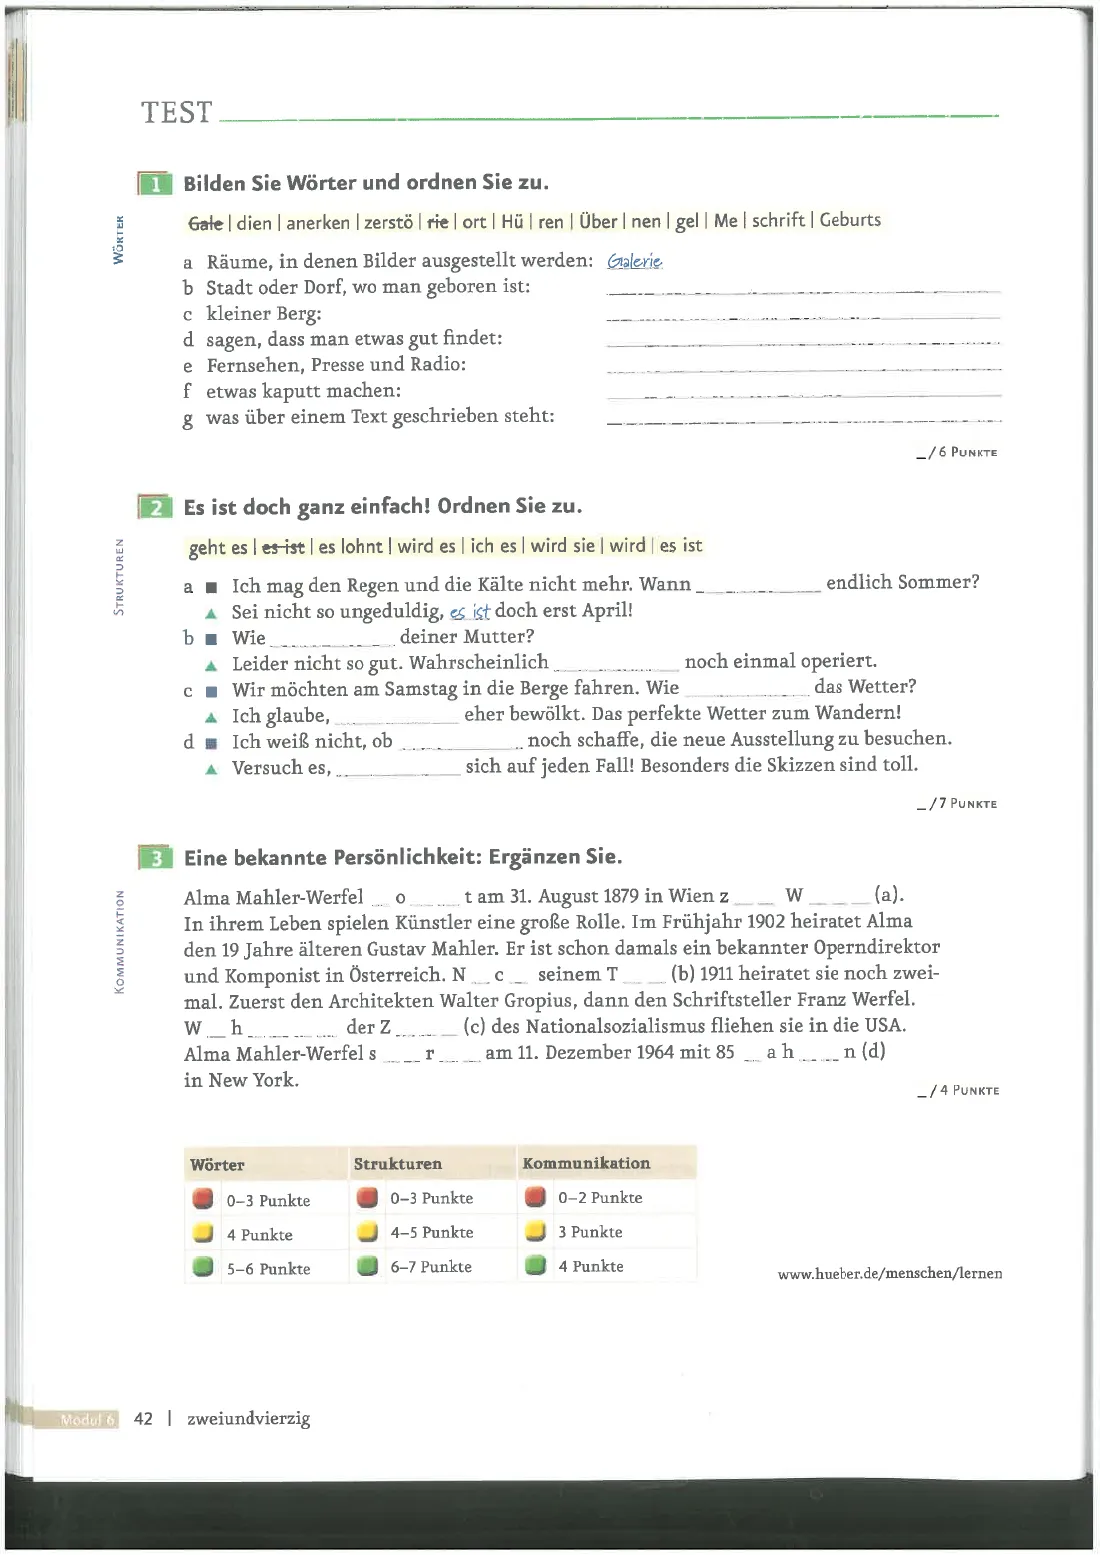 TEST
1 Bilden Sie Wörter und ordnen Sie zu.
WÖRTER
Gale | dien | anerken | zerstö | rie | ort | Hü | ren | Über | nen | gel | Me | schrift | Geburts
a Räume, in denen Bilder ausgestellt werden: Galerie
b Stadt oder Dorf, wo man geboren ist: ____________
c kleiner Berg: ____________
d sagen, dass man etwas gut findet: ____________
e Fernsehen, Presse und Radio: ____________
f etwas kaputt machen: ____________
g was über einem Text geschrieben steht: ____________
_/6 PUNKTE
2 Es ist doch ganz einfach! Ordnen Sie zu.
STRUKTUREN
geht es | es ist | es lohnt | wird es | ich es | wird sie | wird | es ist
a ■ Ich mag den Regen und die Kälte nicht mehr. Wann ____________ endlich Sommer?
▲ Sei nicht so ungeduldig, es ist doch erst April!
b ■ Wie ____________ deiner Mutter?
▲ Leider nicht so gut. Wahrscheinlich ____________ noch einmal operiert.
c ■ Wir möchten am Samstag in die Berge fahren. Wie ____________ das Wetter?
▲ Ich glaube, ____________ eher bewölkt. Das perfekte Wetter zum Wandern!
d ■ Ich weiß nicht, ob ____________ noch schaffe, die neue Ausstellung zu besuchen.
▲ Versuch es, ____________ sich auf jeden Fall! Besonders die Skizzen sind toll.
_/7 PUNKTE
3 Eine bekannte Persönlichkeit: Ergänzen Sie.
KOMMUNIKATION
Alma Mahler-Werfel _ o _ _ _ t am 31. August 1879 in Wien z _ _ W _ _ _ (a).
In ihrem Leben spielen Künstler eine große Rolle. Im Frühjahr 1902 heiratet Alma
den 19 Jahre älteren Gustav Mahler. Er ist schon damals ein bekannter Operndirektor
und Komponist in Österreich. N _ c _ seinem T _ _ (b) 1911 heiratet sie noch zwei-
mal. Zuerst den Architekten Walter Gropius, dann den Schriftsteller Franz Werfel.
W _ h _ _ _ _ der Z _ _ _ (c) des Nationalsozialismus fliehen sie in die USA.
Alma Mahler-Werfel s _ _ r _ _ am 11. Dezember 1964 mit 85 _ a h _ _ n (d)
in New York.
_/4 PUNKTE
Wörter Strukturen Kommunikation
0–3 Punkte 0–3 Punkte 0–2 Punkte
4 Punkte 4–5 Punkte 3 Punkte
5–6 Punkte 6–7 Punkte 4 Punkte
www.hueber.de/menschen/lernen
Modul 6 42 | zweiundvierzig